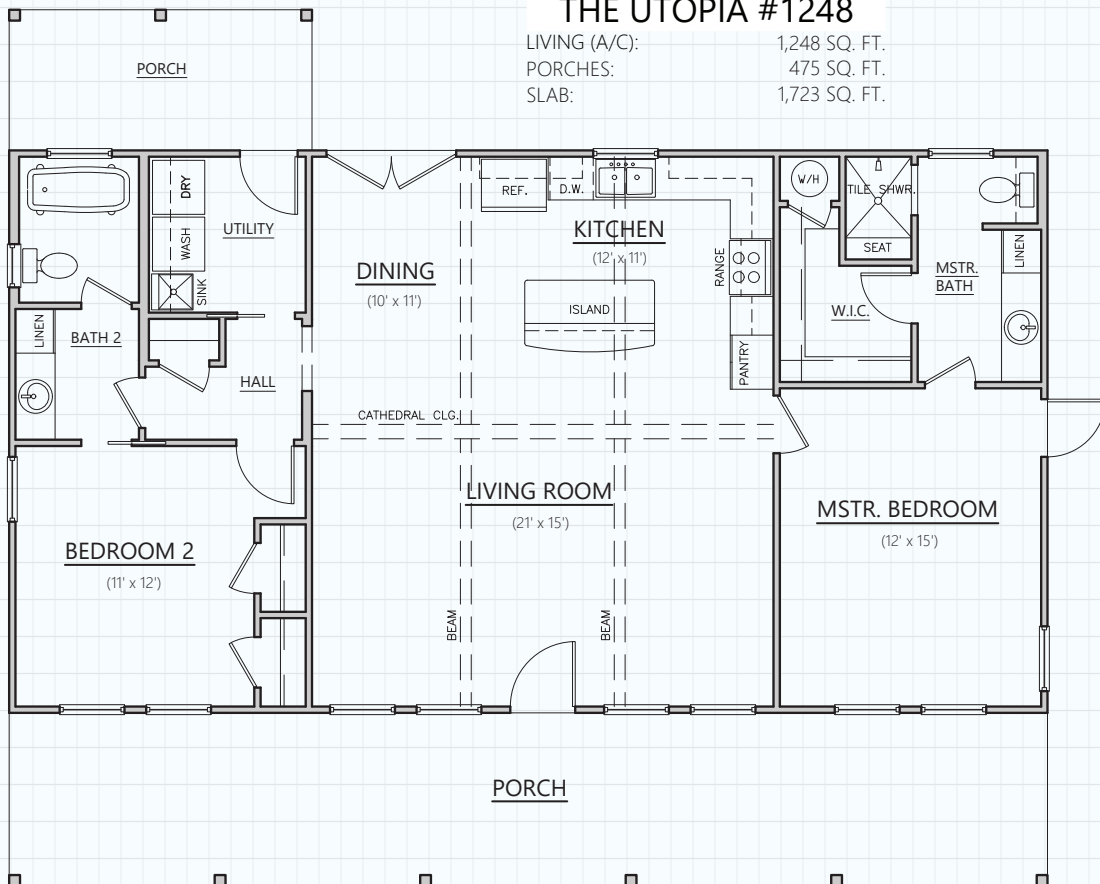 THE UTOPIA #1248
LIVING (A/C): 1,248 SQ. FT.
PORCHES: 475 SQ. FT.
SLAB: 1,723 SQ. FT.
PORCH
DRY
WASH
SINK
UTILITY
REF.
D.W.
KITCHEN
(12' x 11')
DINING
(10' x 11')
ISLAND
RANGE
PANTRY
W/H
TILE SHWR.
SEAT
W.I.C.
MSTR.
BATH
LINEN
LINEN
BATH 2
HALL
CATHEDRAL CLG.
LIVING ROOM
(21' x 15')
MSTR. BEDROOM
(12' x 15')
BEDROOM 2
(11' x 12')
BEAM
BEAM
PORCH